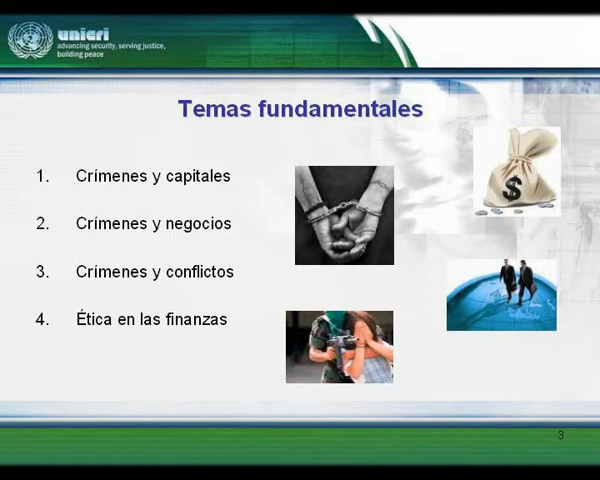 unicri
advancing security, serving justice,
building peace
Temas fundamentales
1. Crímenes y capitales
2. Crímenes y negocios
3. Crímenes y conflictos
4. Ética en las finanzas
$
3